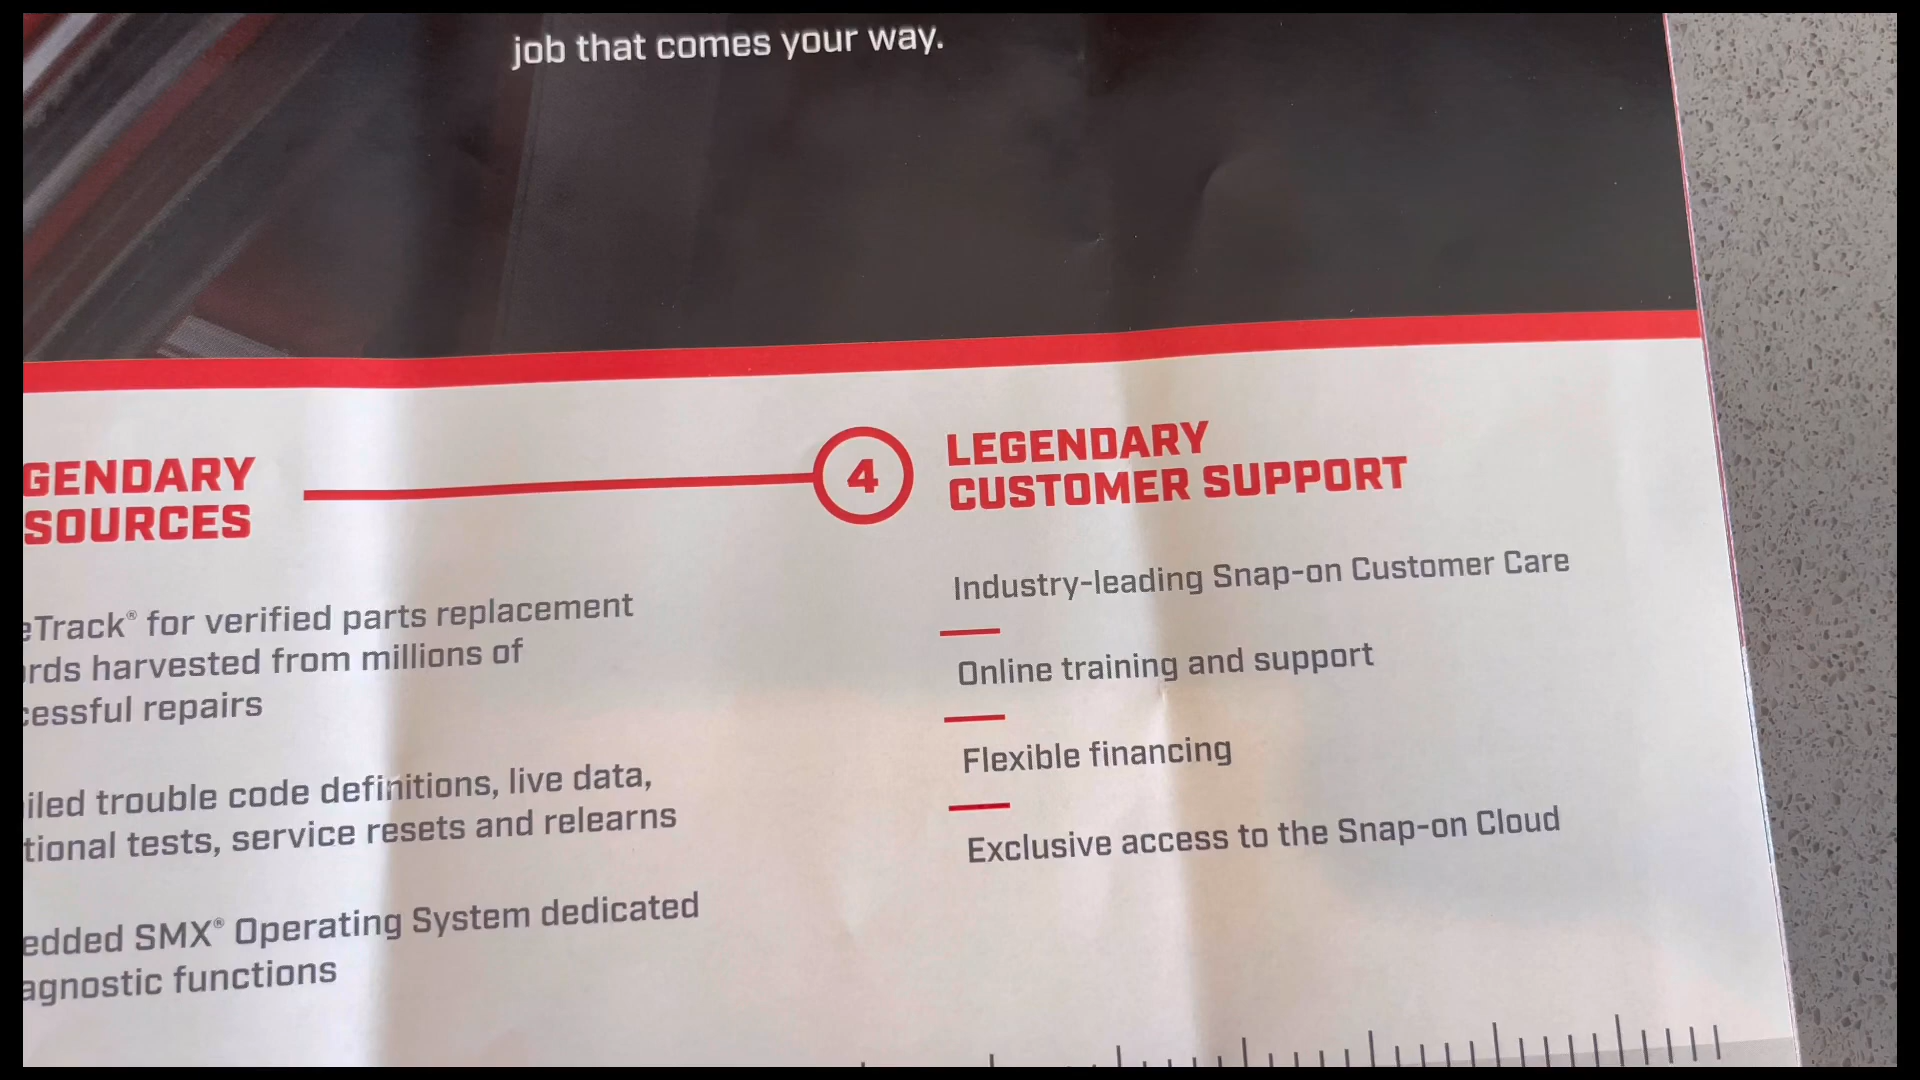 job that comes your way.
GENDARY
SOURCES
eTrack® for verified parts replacement
rds harvested from millions of
cessful repairs
iled trouble code definitions, live data,
tional tests, service resets and relearns
edded SMX® Operating System dedicated
agnostic functions
4
LEGENDARY
CUSTOMER SUPPORT
Industry-leading Snap-on Customer Care
Online training and support
Flexible financing
Exclusive access to the Snap-on Cloud